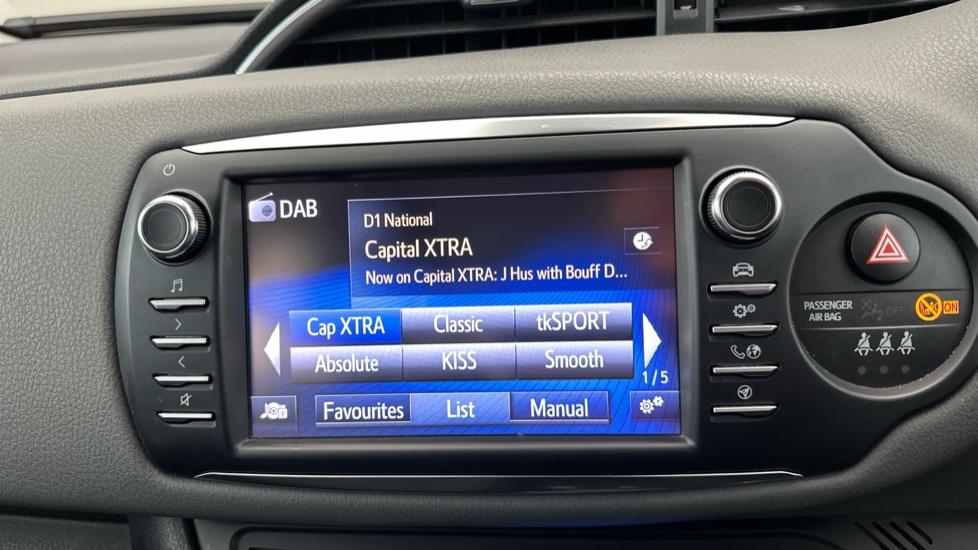 DAB
D1 National
Capital XTRA
Now on Capital XTRA: J Hus with Bouff D...
Cap XTRA Classic tkSPORT
Absolute KISS Smooth
1/5
Favourites List Manual
PASSENGER
AIR BAG
OFF
ON